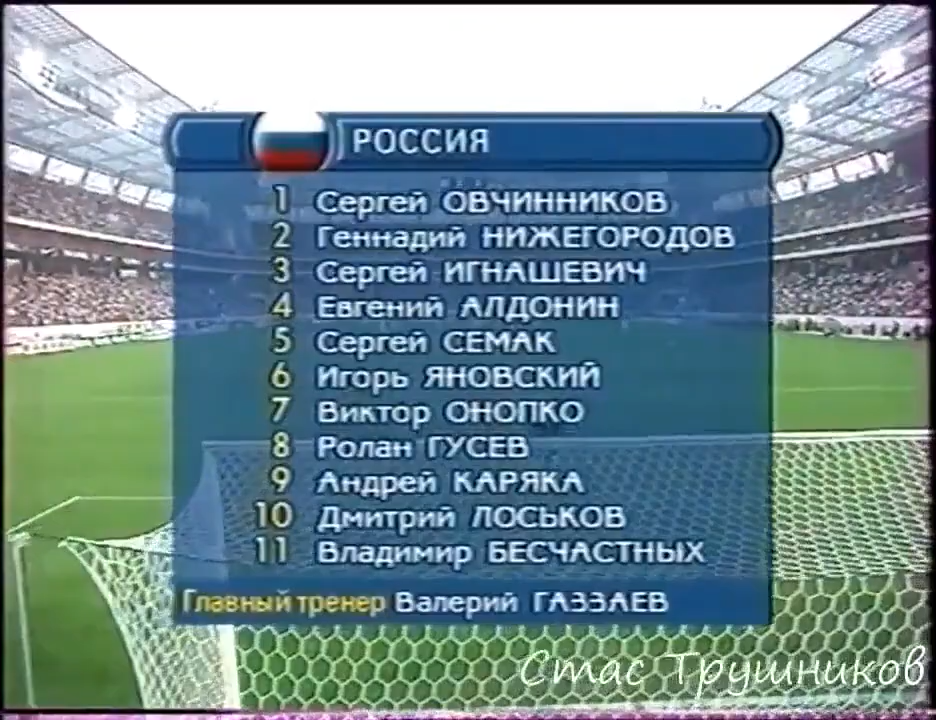 РОССИЯ
1 Сергей ОВЧИННИКОВ
2 Геннадий НИЖЕГОРОДОВ
3 Сергей ИГНАШЕВИЧ
4 Евгений АЛДОНИН
5 Сергей СЕМАК
6 Игорь ЯНОВСКИЙ
7 Виктор ОНОПКО
8 Ролан ГУСЕВ
9 Андрей КАРЯКА
10 Дмитрий ЛОСЬКОВ
11 Владимир БЕСЧАСТНЫХ
Главный тренер Валерий ГАЗЗАЕВ
Стас Трушников